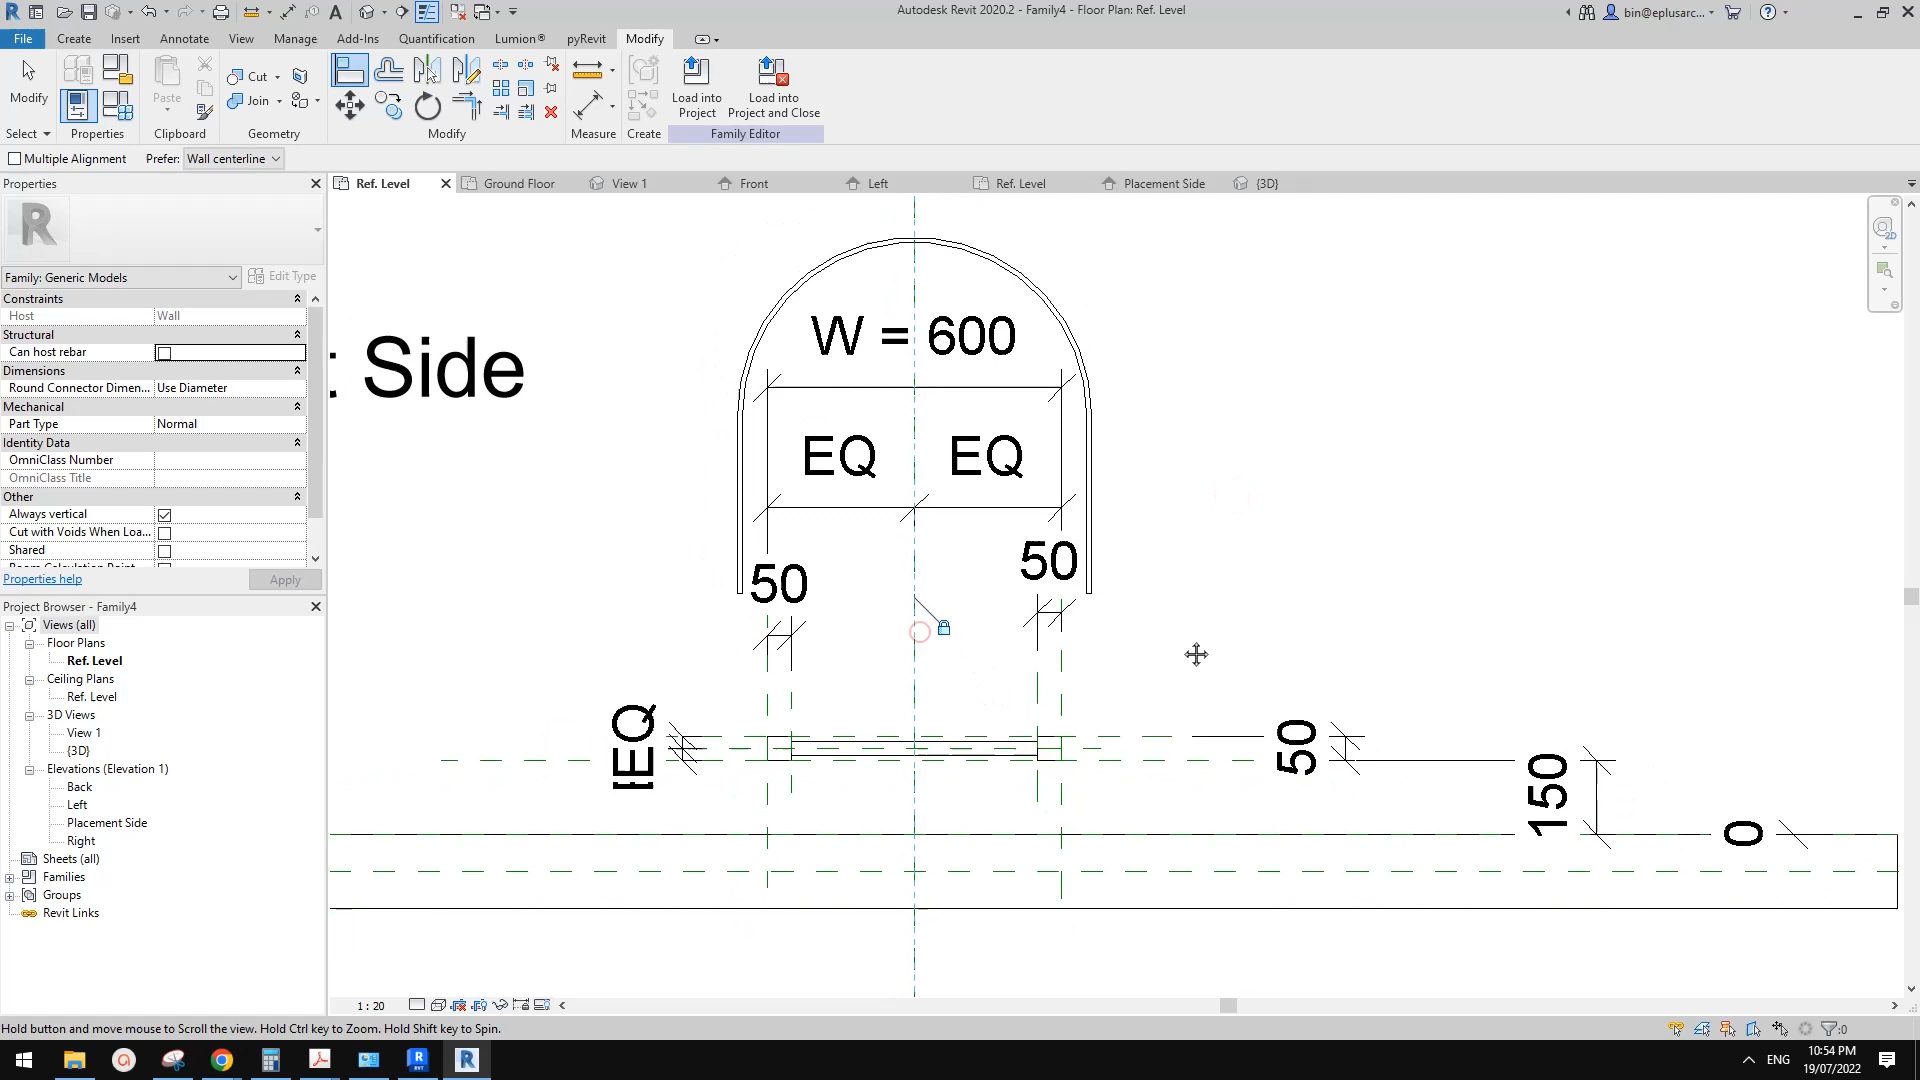 Autodesk Revit 2020.2 - Family4 - Floor Plan: Ref. Level
bin@eplusarc...
File Create Insert Annotate View Manage Add-Ins Quantification Lumion® pyRevit Modify
Modify
Paste
Cut
Join
Load into
Project
Load into
Project and Close
Select Properties Clipboard Geometry Modify Measure Create Family Editor
Multiple Alignment Prefer: Wall centerline
Properties
Ref. Level Ground Floor View 1 Front Left Ref. Level Placement Side {3D}
R
Family: Generic Models Edit Type
Constraints
Host Wall
Structural
Can host rebar
Dimensions
Round Connector Dimen... Use Diameter
Mechanical
Part Type Normal
Identity Data
OmniClass Number
OmniClass Title
Other
Always vertical
Cut with Voids When Loa...
Shared
Properties help Apply
Project Browser - Family4
Views (all)
Floor Plans
Ref. Level
Ceiling Plans
Ref. Level
3D Views
View 1
{3D}
Elevations (Elevation 1)
Back
Left
Placement Side
Right
Sheets (all)
Families
Groups
Revit Links
W = 600
t Side
EQ EQ
50
50
EQ
50
150
0
2D
1 : 20
Hold button and move mouse to Scroll the view. Hold Ctrl key to Zoom. Hold Shift key to Spin.
:0
ENG
10:54 PM
19/07/2022